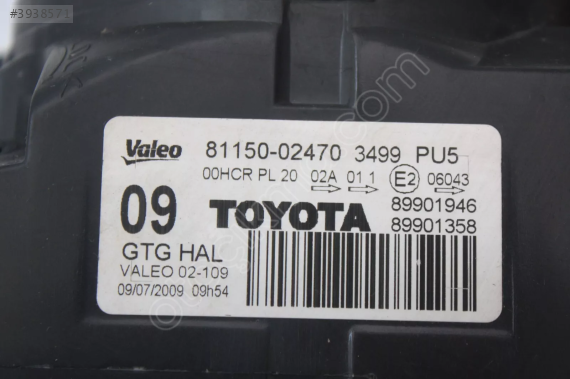 #3938571
Valeo 81150-02470 3499 PU5
00HCR PL 20 02A 01 1 E2 06043
09 TOYOTA 89901946
89901358
GTG HAL
VALEO 02-109
09/07/2009 09h54